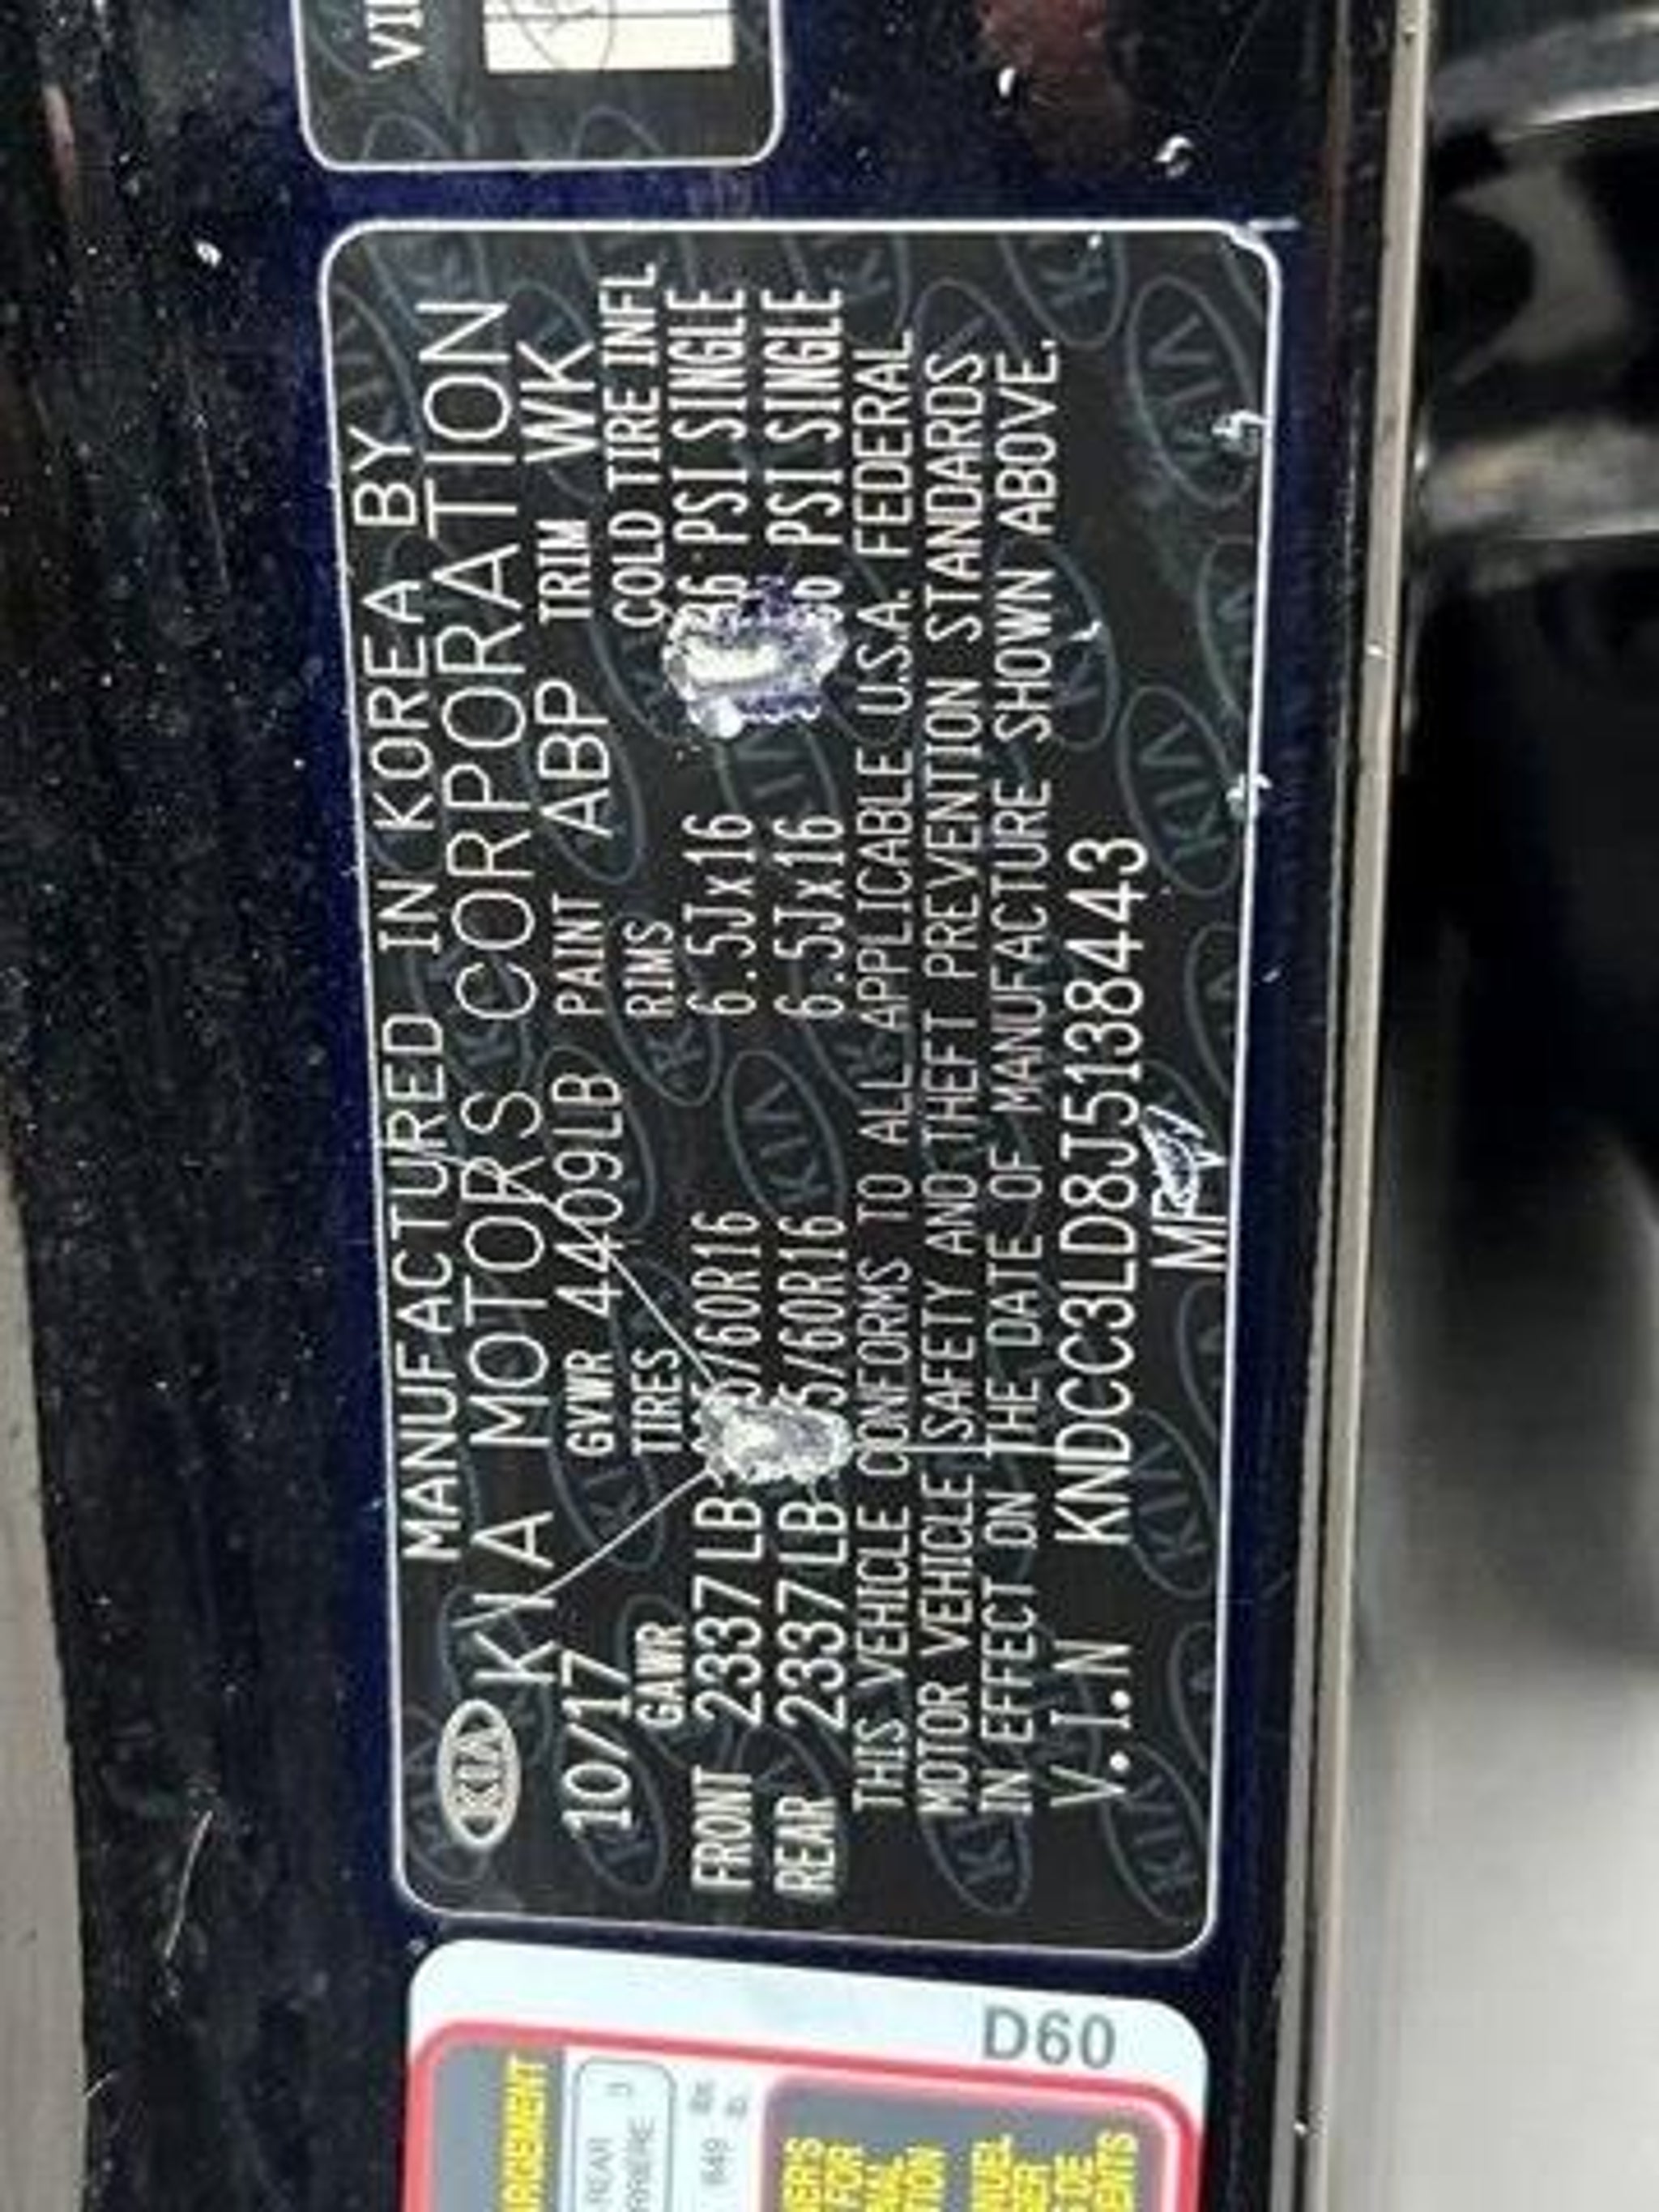 MANUFACTURED IN KOREA BY
KIA KIA MOTORS CORPORATION
10/17 GVWR 4409LB PAINT ABP TRIM WK
GAWR TIRES RIMS COLD TIRE INFL
FRONT 2337LB /60R16 6.5Jx16 PSI SINGLE
REAR 2337LB /60R16 6.5Jx16 PSI SINGLE
THIS VEHICLE CONFORMS TO ALL APPLICABLE U.S.A. FEDERAL
MOTOR VEHICLE SAFETY AND THEFT PREVENTION STANDARDS
IN EFFECT ON THE DATE OF MANUFACTURE SHOWN ABOVE.
V.I.N KNDCC3LD8J5138443
D60